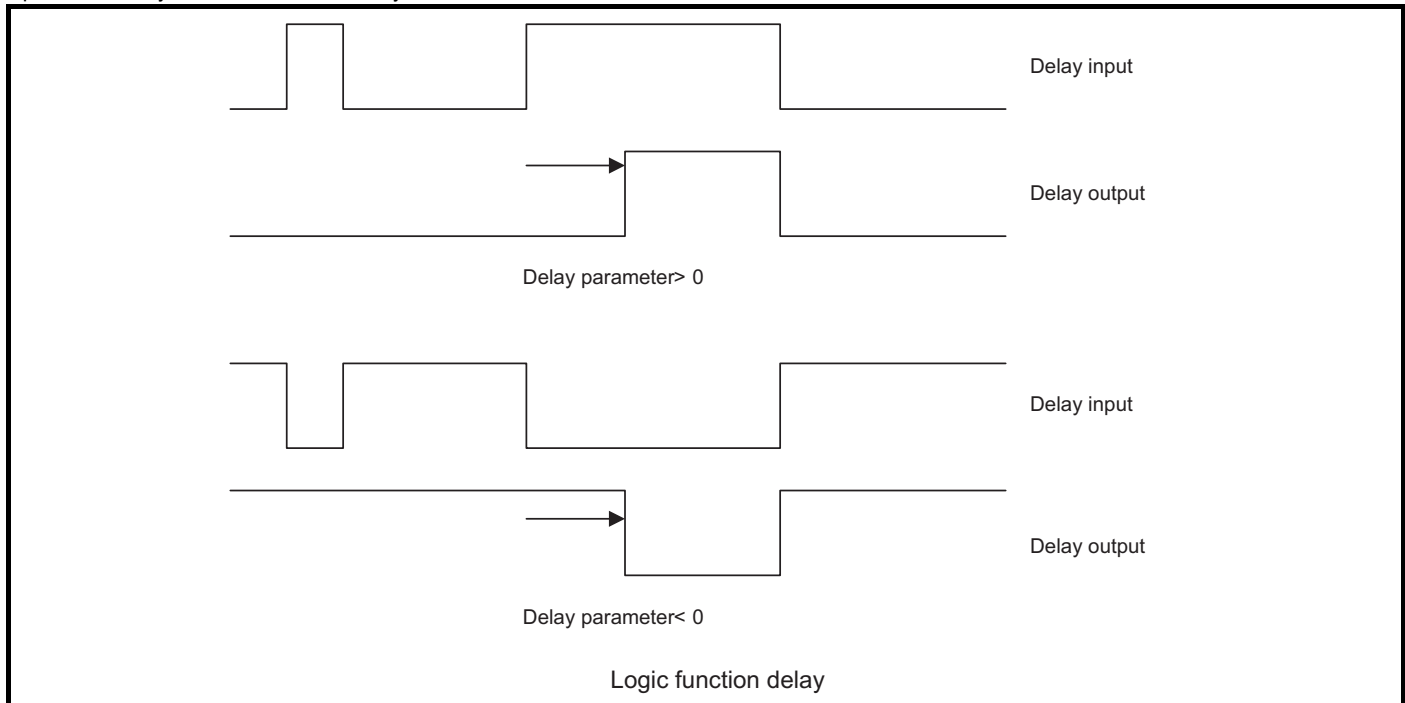 Delay input
Delay output
Delay parameter> 0
Delay input
Delay output
Delay parameter< 0
Logic function delay